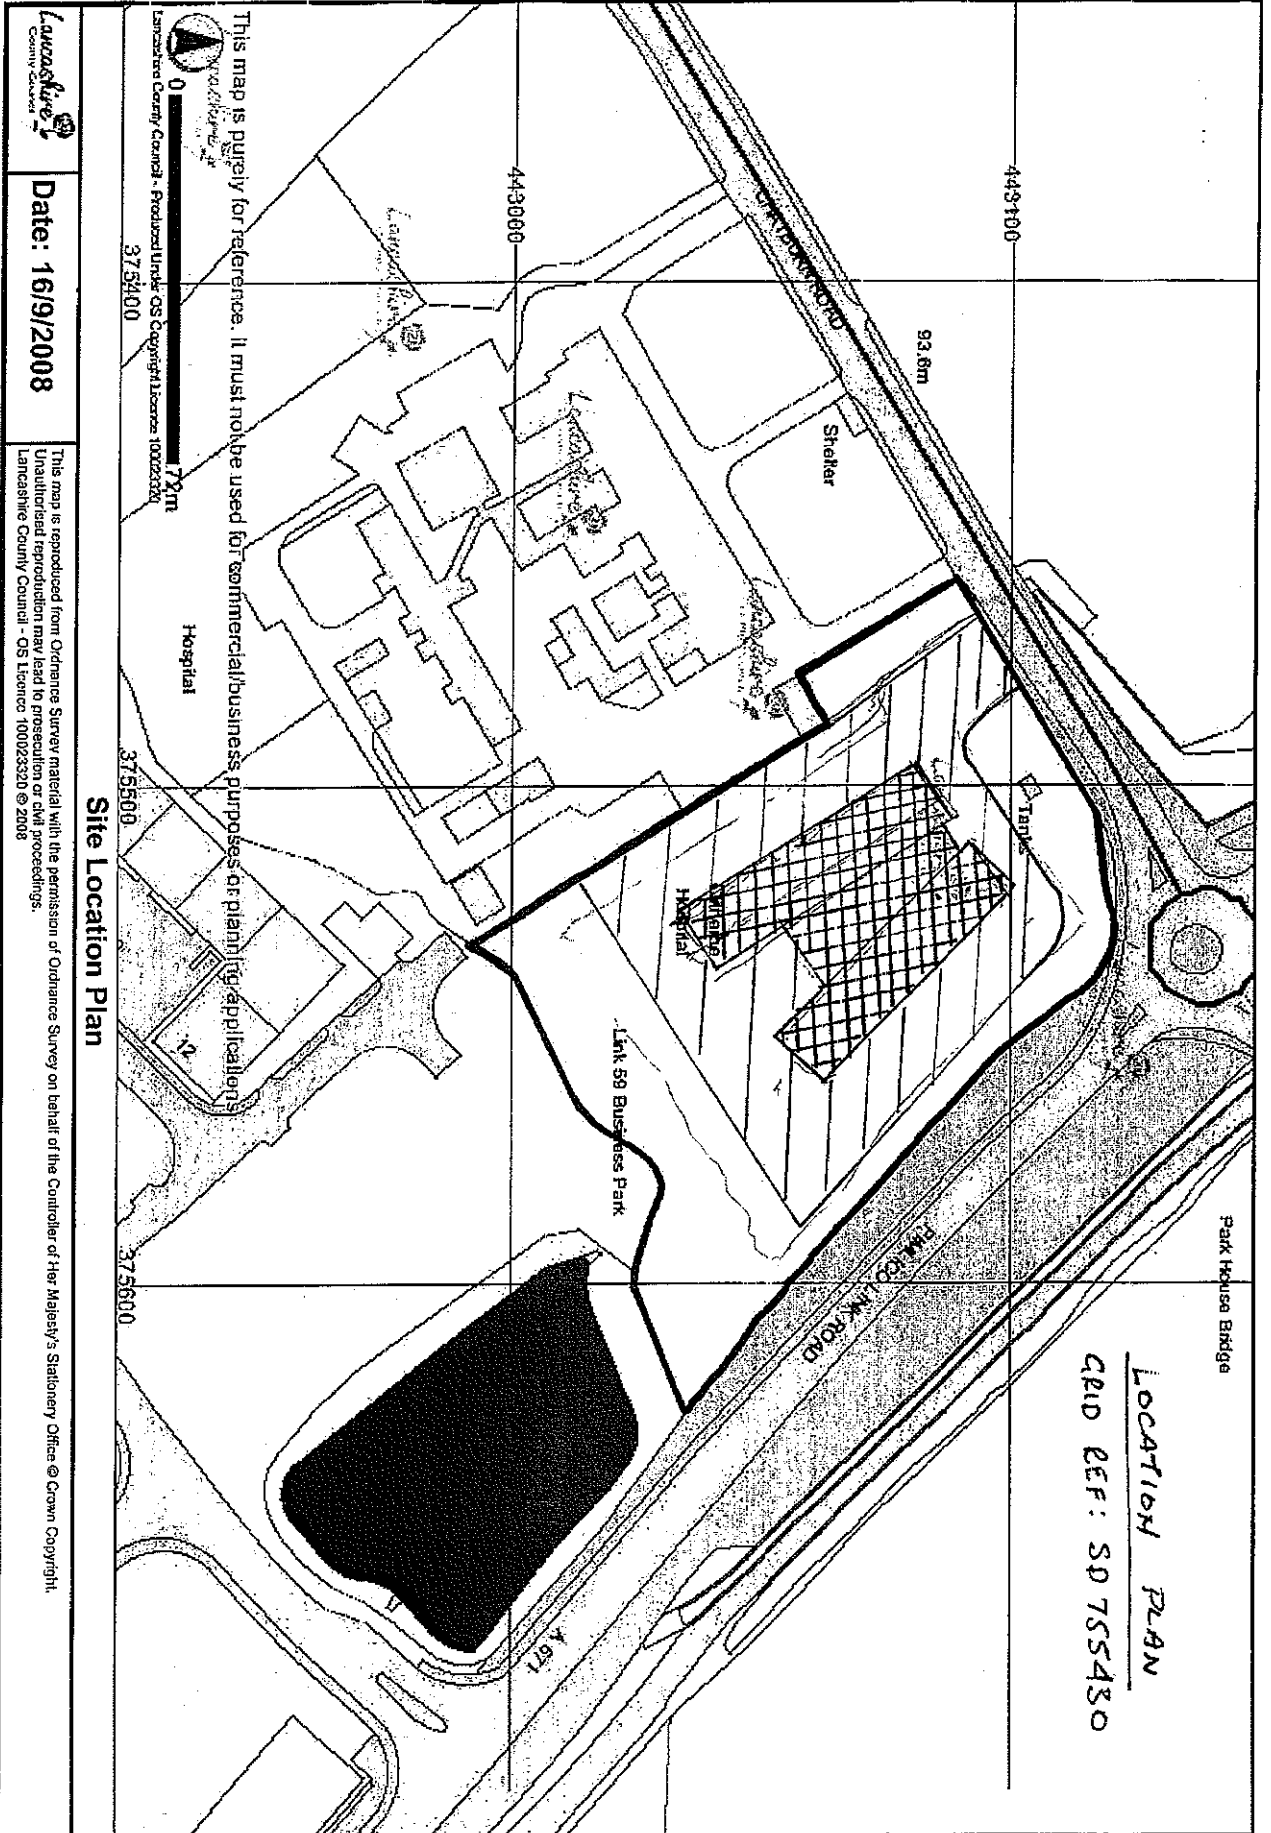 LOCATION PLAN
GRID REF: SD 755430
Park House Bridge
443100
93.6m
CHATBURN ROAD
Shelter
Tanks
443000
Clitheroe
Hospital
Link 59 Business Park
PIMLICO LINK ROAD
A 671
Hospital
12
This map is purely for reference. It must not be used for commercial/business purposes or planning applications
0
72m
Lancashire County Council - Produced Under OS Copyright Licence 100023320
375400
375500
375600
Site Location Plan
Lancashire
County Council
Date: 16/9/2008
This map is reproduced from Ordnance Survey material with the permission of Ordnance Survey on behalf of the Controller of Her Majesty's Stationery Office © Crown Copyright.
Unauthorised reproduction may lead to prosecution or civil proceedings.
Lancashire County Council - OS Licence 100023320 © 2008